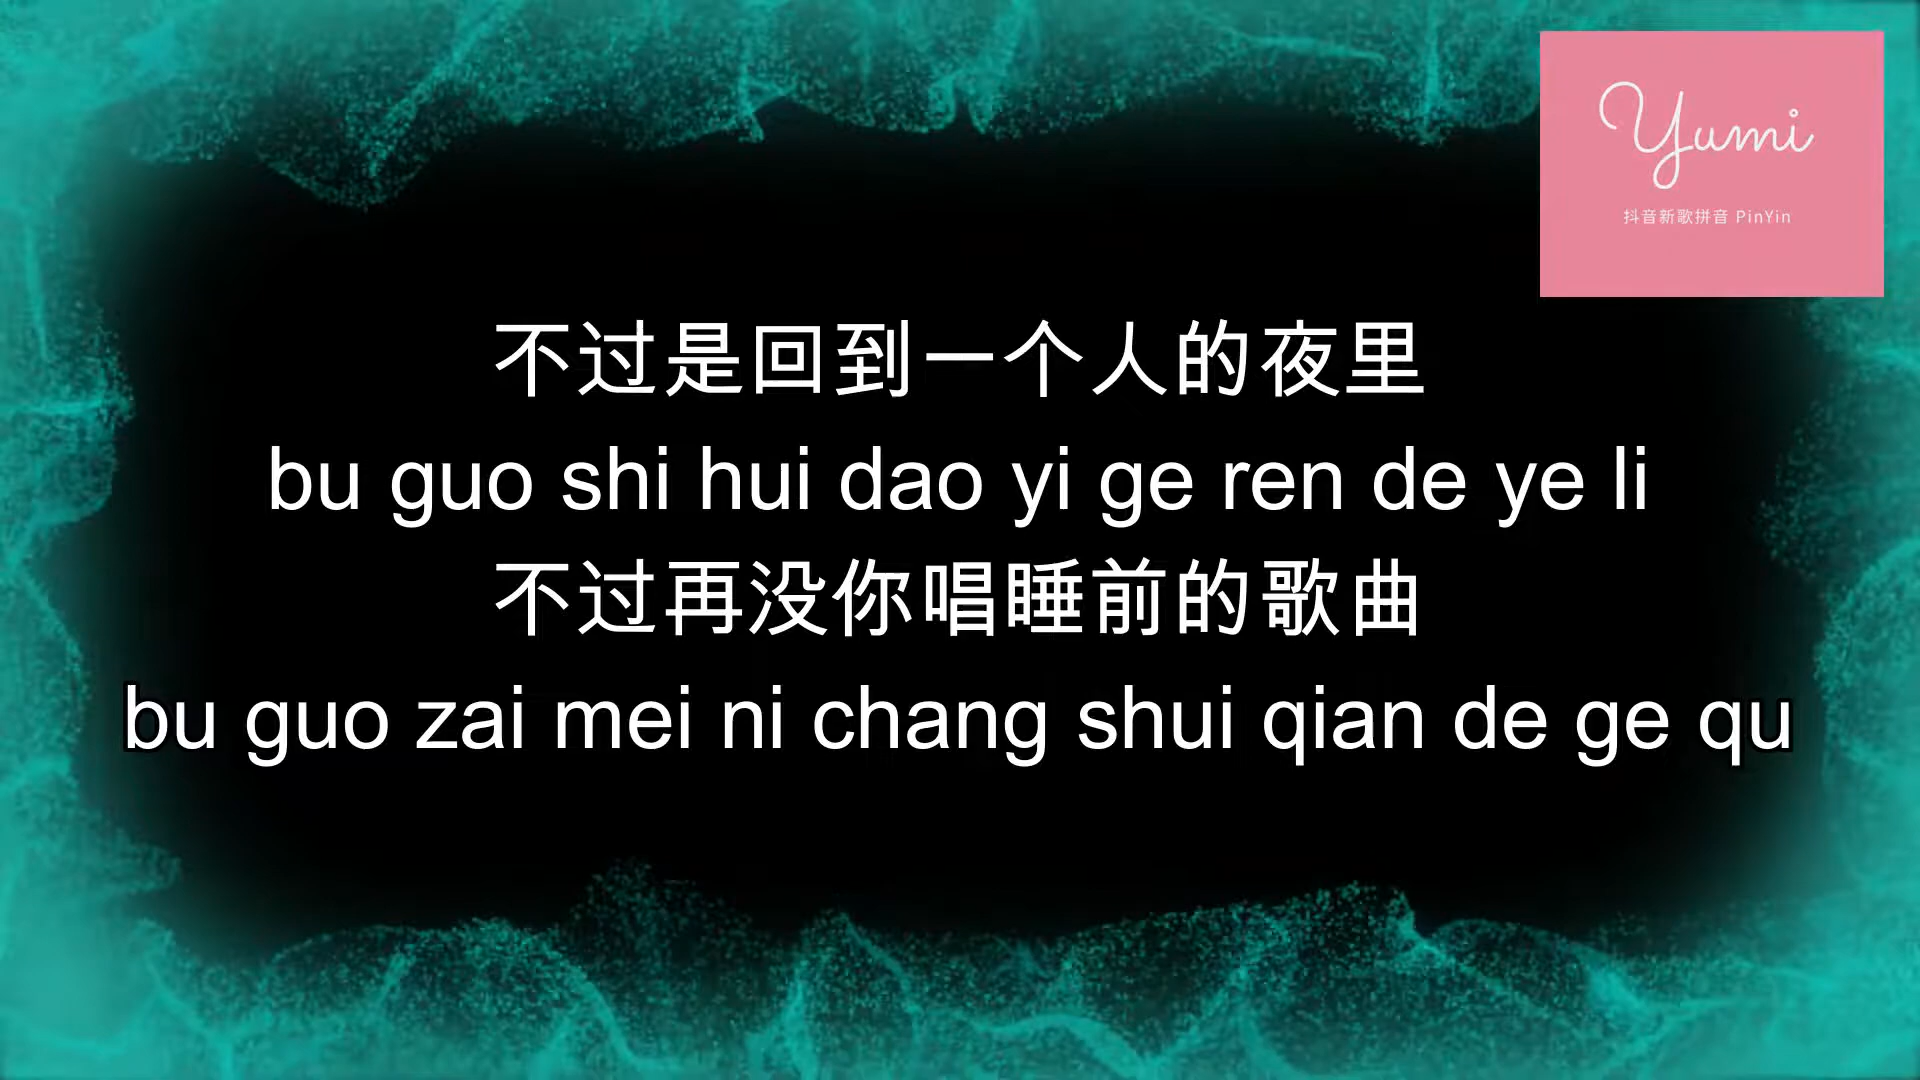 Yumi
抖音新歌拼音 PinYin
不过是回到一个人的夜里
bu guo shi hui dao yi ge ren de ye li
不过再没你唱睡前的歌曲
bu guo zai mei ni chang shui qian de ge qu